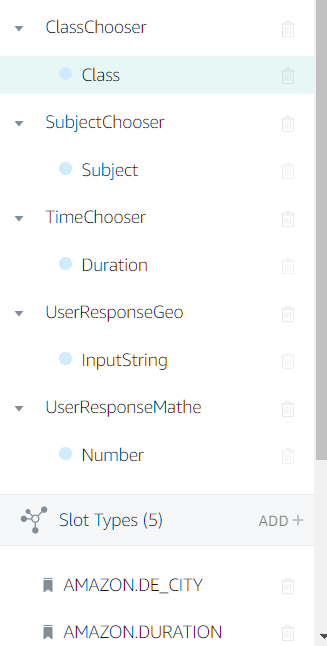 ClassChooser
Class
SubjectChooser
Subject
TimeChooser
Duration
UserResponseGeo
InputString
UserResponseMathe
Number
Slot Types (5)
ADD+
AMAZON.DE_CITY
AMAZON.DURATION